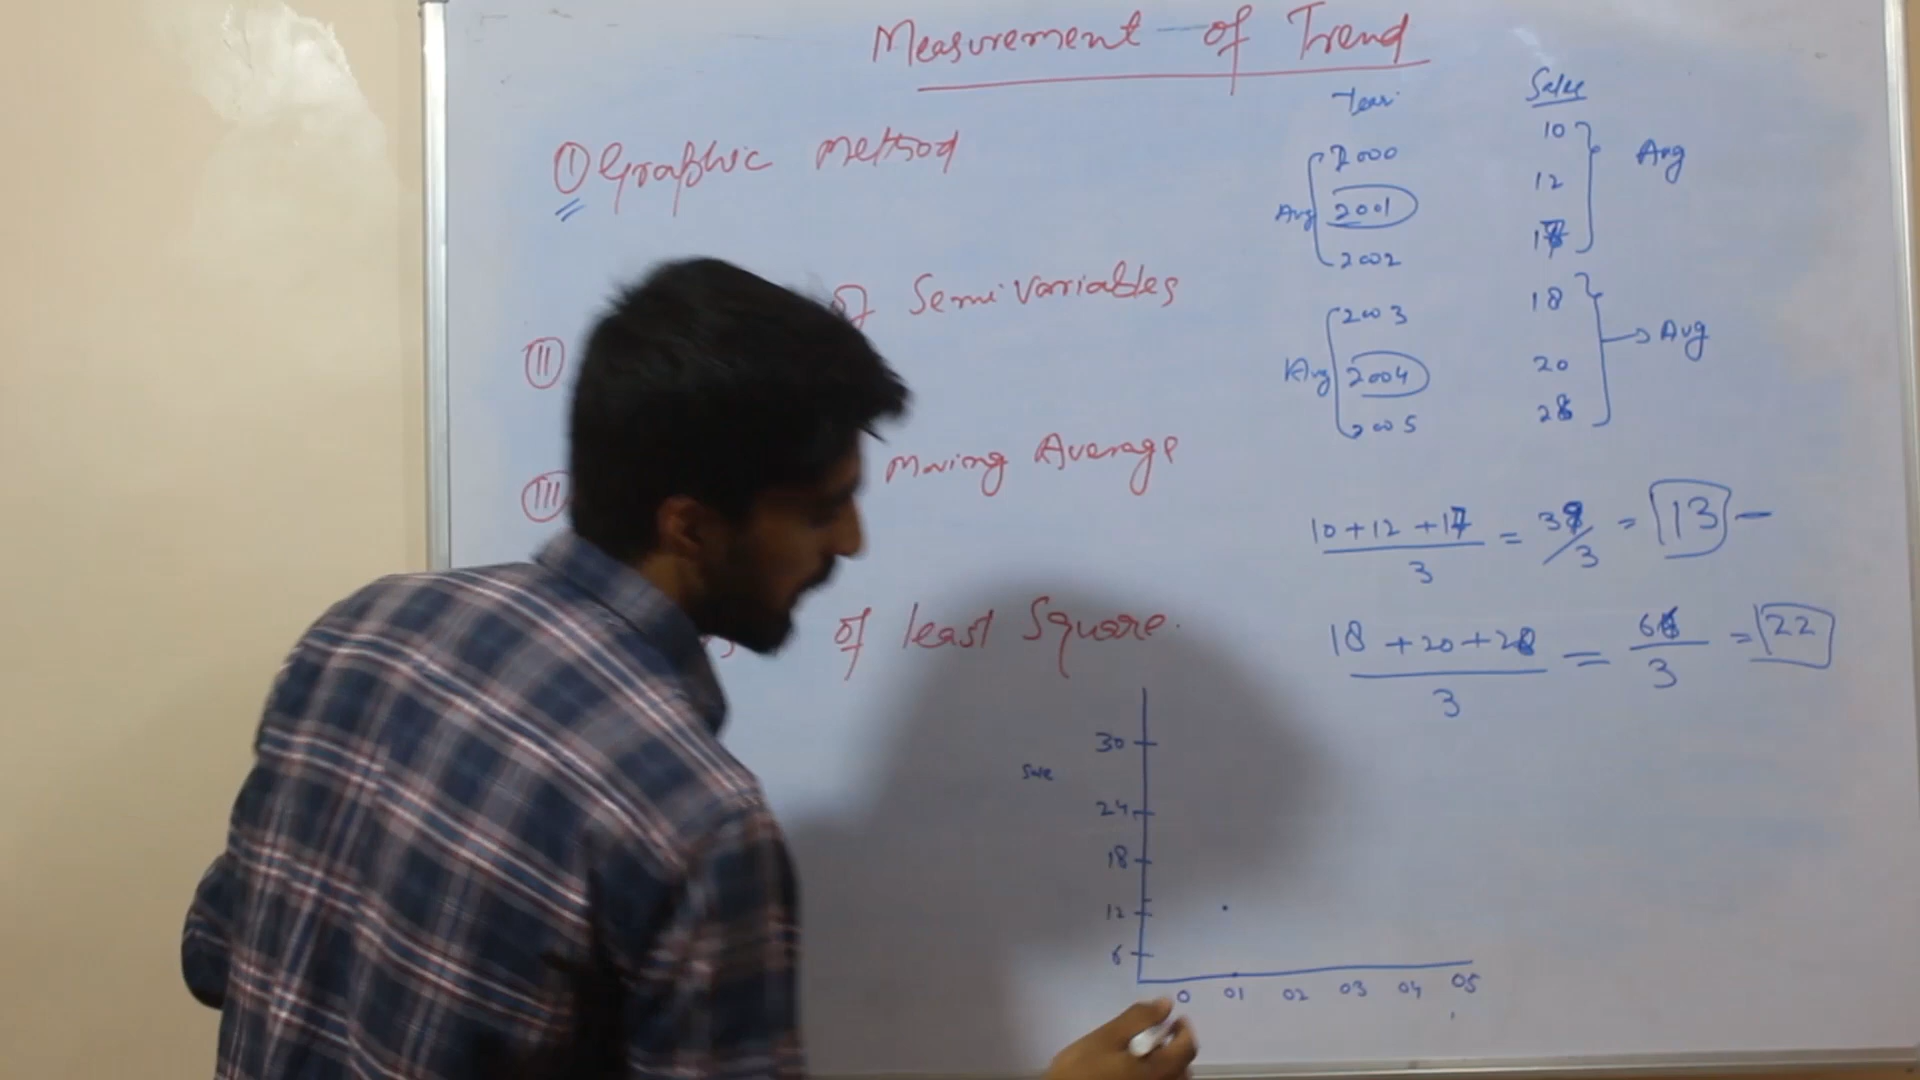 Measurement of Trend
① Graphic Method
② of Semi variables
③ Moving Average
of least Square.
Year Sales
2000 10
Avg 2001 12 Avg
2002 17
2003 18
Avg 2004 20 → Avg
2005 28
10 + 12 + 17 / 3 = 39/3 = 13 -
18 + 20 + 28 / 3 = 66 / 3 = 22
30
Sale
24
18
12
6
0 01 02 03 04 05